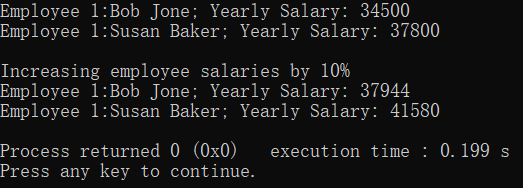 Employee 1:Bob Jone; Yearly Salary: 34500
Employee 1:Susan Baker; Yearly Salary: 37800
Increasing employee salaries by 10%
Employee 1:Bob Jone; Yearly Salary: 37944
Employee 1:Susan Baker; Yearly Salary: 41580
Process returned 0 (0x0)   execution time : 0.199 s
Press any key to continue.